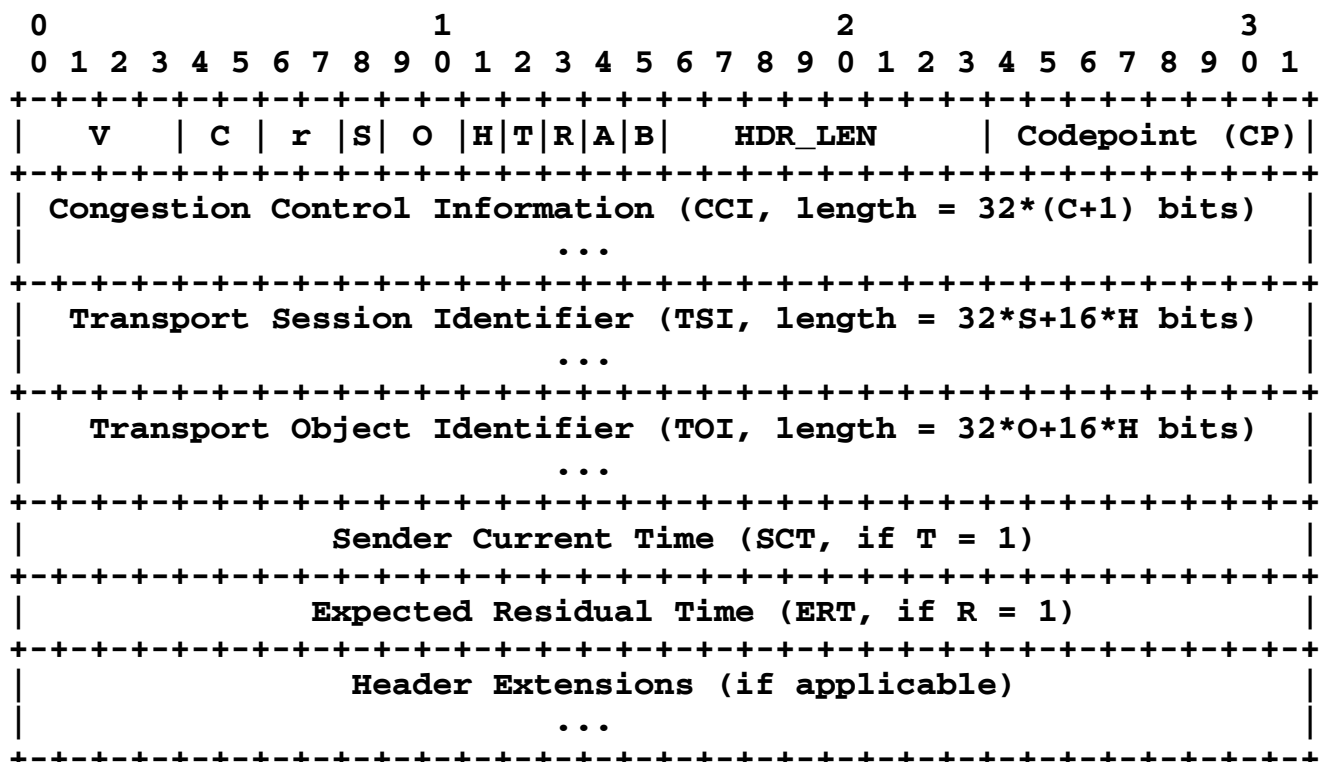 0                   1                   2                   3
 0 1 2 3 4 5 6 7 8 9 0 1 2 3 4 5 6 7 8 9 0 1 2 3 4 5 6 7 8 9 0 1
+-+-+-+-+-+-+-+-+-+-+-+-+-+-+-+-+-+-+-+-+-+-+-+-+-+-+-+-+-+-+-+-+
|   V   | C | r |S| O |H|T|R|A|B|   HDR_LEN     | Codepoint (CP)|
+-+-+-+-+-+-+-+-+-+-+-+-+-+-+-+-+-+-+-+-+-+-+-+-+-+-+-+-+-+-+-+-+
| Congestion Control Information (CCI, length = 32*(C+1) bits)  |
|                          ...                                  |
+-+-+-+-+-+-+-+-+-+-+-+-+-+-+-+-+-+-+-+-+-+-+-+-+-+-+-+-+-+-+-+-+
|  Transport Session Identifier (TSI, length = 32*S+16*H bits)  |
|                          ...                                  |
+-+-+-+-+-+-+-+-+-+-+-+-+-+-+-+-+-+-+-+-+-+-+-+-+-+-+-+-+-+-+-+-+
|   Transport Object Identifier (TOI, length = 32*O+16*H bits)  |
|                          ...                                  |
+-+-+-+-+-+-+-+-+-+-+-+-+-+-+-+-+-+-+-+-+-+-+-+-+-+-+-+-+-+-+-+-+
|               Sender Current Time (SCT, if T = 1)             |
+-+-+-+-+-+-+-+-+-+-+-+-+-+-+-+-+-+-+-+-+-+-+-+-+-+-+-+-+-+-+-+-+
|              Expected Residual Time (ERT, if R = 1)           |
+-+-+-+-+-+-+-+-+-+-+-+-+-+-+-+-+-+-+-+-+-+-+-+-+-+-+-+-+-+-+-+-+
|                Header Extensions (if applicable)              |
|                          ...                                  |
+-+-+-+-+-+-+-+-+-+-+-+-+-+-+-+-+-+-+-+-+-+-+-+-+-+-+-+-+-+-+-+-+